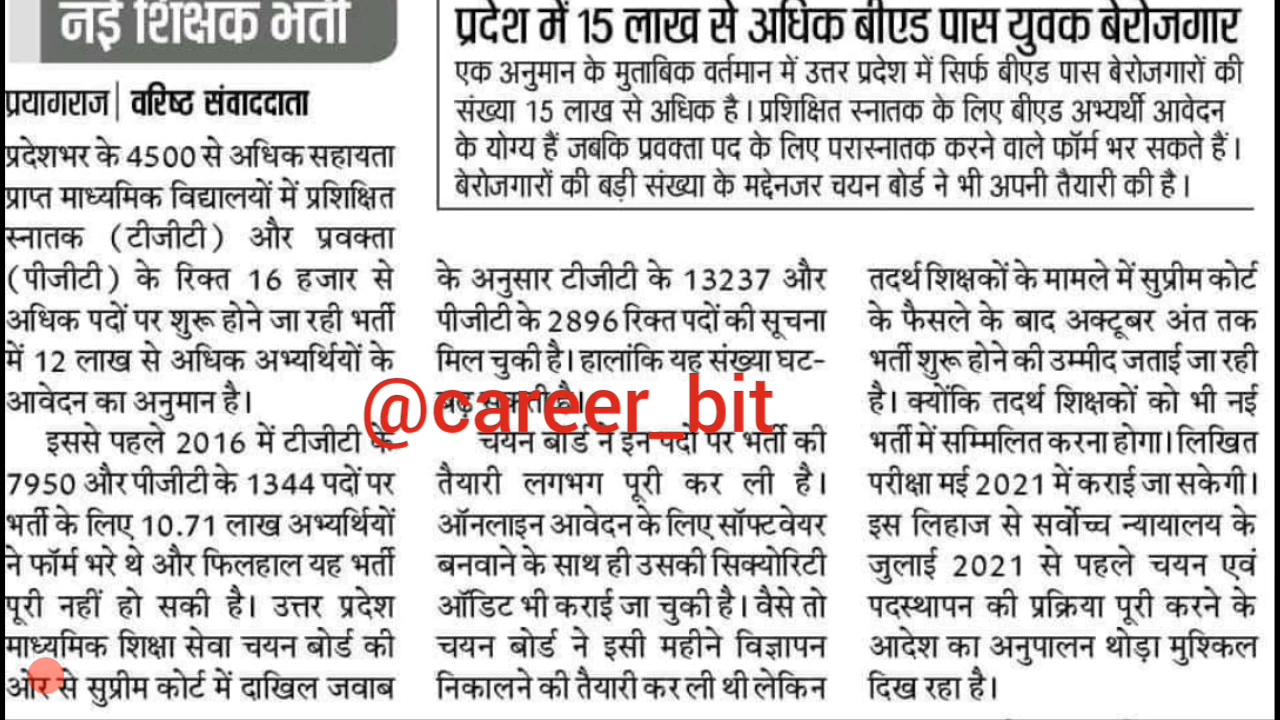 नई शिक्षक भर्ती
प्रयागराज| वरिष्ठ संवाददाता
प्रदेशभर के 4500 से अधिक सहायता
प्राप्त माध्यमिक विद्यालयों में प्रशिक्षित
स्नातक (टीजीटी) और प्रवक्ता
(पीजीटी) के रिक्त 16 हजार से
अधिक पदों पर शुरू होने जा रही भर्ती
में 12 लाख से अधिक अभ्यर्थियों के
आवेदन का अनुमान है।
इससे पहले 2016 में टीजीटी के
7950 और पीजीटी के 1344 पदों पर
भर्ती के लिए 10.71 लाख अभ्यर्थियों
ने फॉर्म भरे थे और फिलहाल यह भर्ती
पूरी नहीं हो सकी है। उत्तर प्रदेश
माध्यमिक शिक्षा सेवा चयन बोर्ड की
ओर से सुप्रीम कोर्ट में दाखिल जवाब
प्रदेश में 15 लाख से अधिक बीएड पास युवक बेरोजगार
एक अनुमान के मुताबिक वर्तमान में उत्तर प्रदेश में सिर्फ बीएड पास बेरोजगारों की
संख्या 15 लाख से अधिक है। प्रशिक्षित स्नातक के लिए बीएड अभ्यर्थी आवेदन
के योग्य हैं जबकि प्रवक्ता पद के लिए परास्नातक करने वाले फॉर्म भर सकते हैं।
बेरोजगारों की बड़ी संख्या के मद्देनजर चयन बोर्ड ने भी अपनी तैयारी की है।
के अनुसार टीजीटी के 13237 और
पीजीटी के 2896 रिक्त पदों की सूचना
मिल चुकी है। हालांकि यह संख्या घट-
बढ़ सकती है।
@career_bit
चयन बोर्ड ने इन पदों पर भर्ती की
तैयारी लगभग पूरी कर ली है।
ऑनलाइन आवेदन के लिए सॉफ्टवेयर
बनवाने के साथ ही उसकी सिक्योरिटी
ऑडिट भी कराई जा चुकी है। वैसे तो
चयन बोर्ड ने इसी महीने विज्ञापन
निकालने की तैयारी कर ली थी लेकिन
तदर्थ शिक्षकों के मामले में सुप्रीम कोर्ट
के फैसले के बाद अक्टूबर अंत तक
भर्ती शुरू होने की उम्मीद जताई जा रही
है। क्योंकि तदर्थ शिक्षकों को भी नई
भर्ती में सम्मिलित करना होगा। लिखित
परीक्षा मई 2021 में कराई जा सकेगी।
इस लिहाज से सर्वोच्च न्यायालय के
जुलाई 2021 से पहले चयन एवं
पदस्थापन की प्रक्रिया पूरी करने के
आदेश का अनुपालन थोड़ा मुश्किल
दिख रहा है।